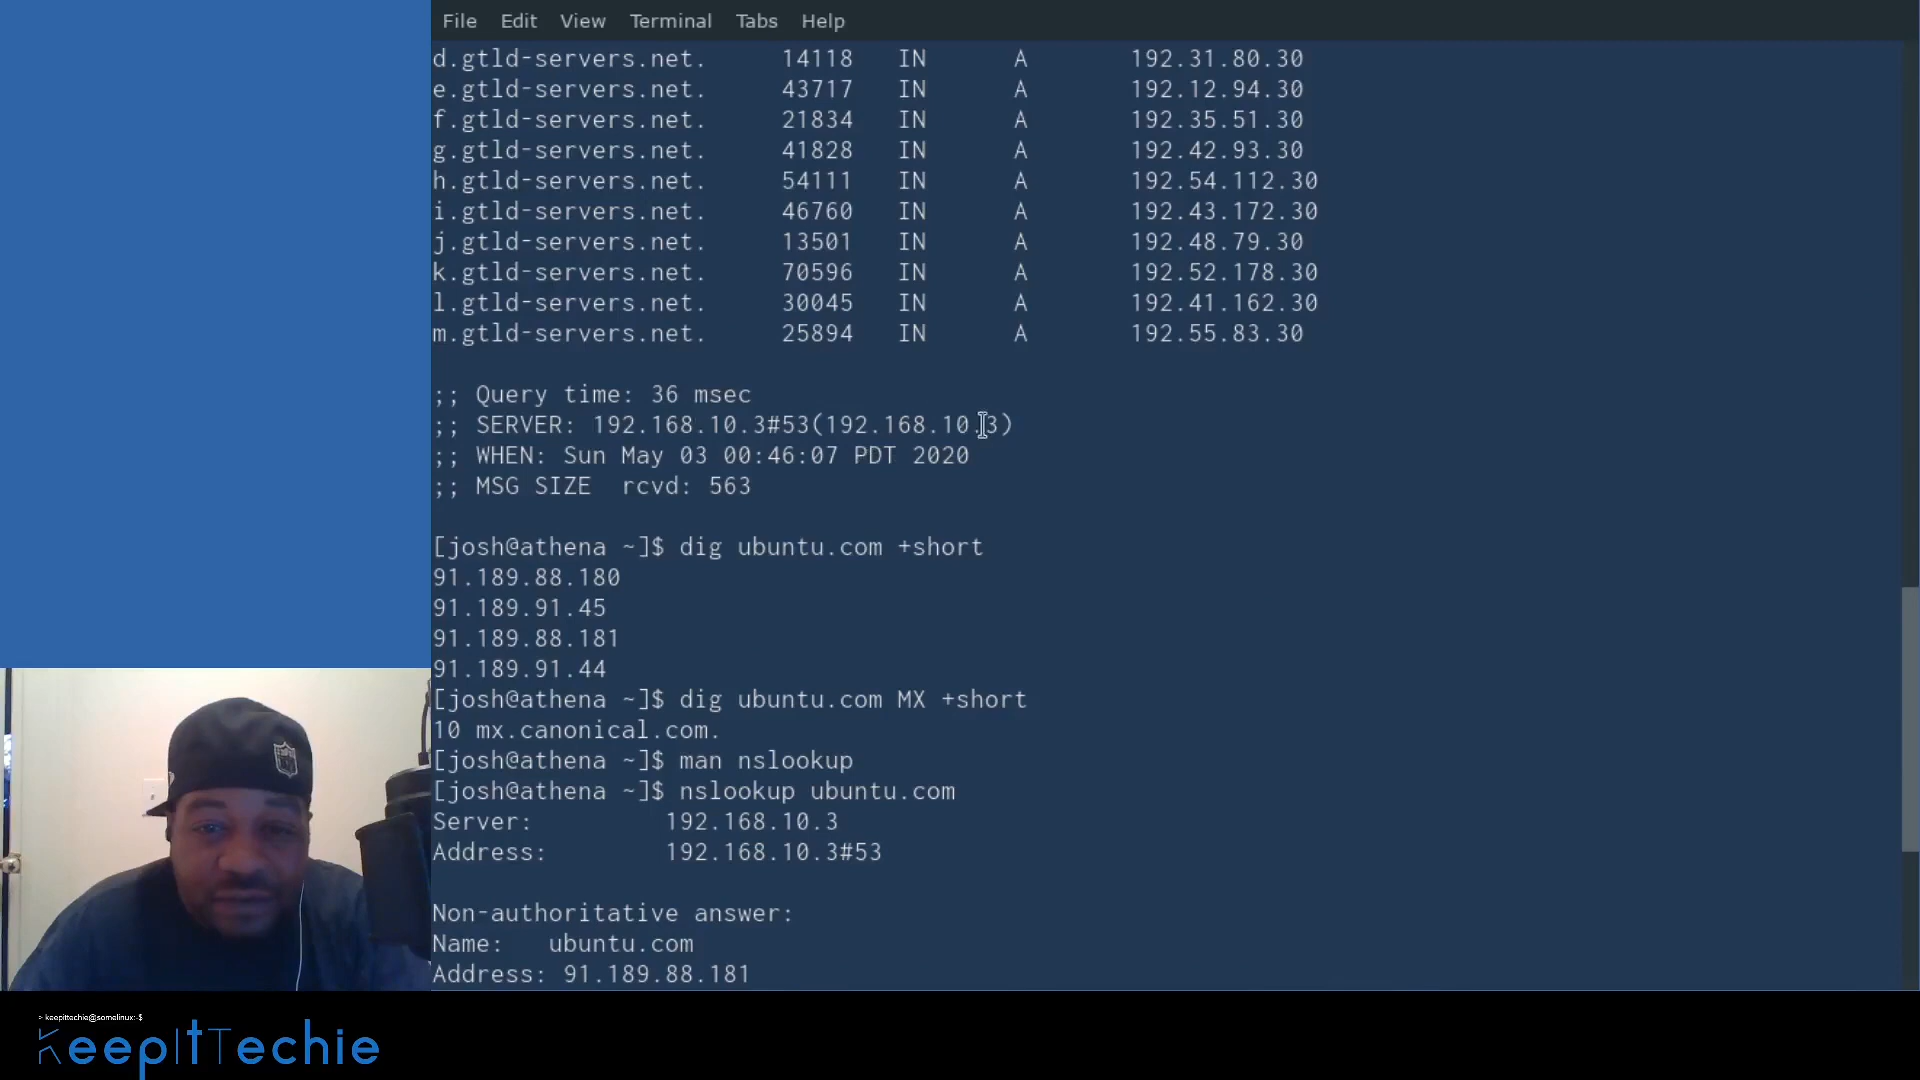 File Edit View Terminal Tabs Help
d.gtld-servers.net. 14118 IN A 192.31.80.30
e.gtld-servers.net. 43717 IN A 192.12.94.30
f.gtld-servers.net. 21834 IN A 192.35.51.30
g.gtld-servers.net. 41828 IN A 192.42.93.30
h.gtld-servers.net. 54111 IN A 192.54.112.30
i.gtld-servers.net. 46760 IN A 192.43.172.30
j.gtld-servers.net. 13501 IN A 192.48.79.30
k.gtld-servers.net. 70596 IN A 192.52.178.30
l.gtld-servers.net. 30045 IN A 192.41.162.30
m.gtld-servers.net. 25894 IN A 192.55.83.30
;; Query time: 36 msec
;; SERVER: 192.168.10.3#53(192.168.10.3)
;; WHEN: Sun May 03 00:46:07 PDT 2020
;; MSG SIZE rcvd: 563
[josh@athena ~]$ dig ubuntu.com +short
91.189.88.180
91.189.91.45
91.189.88.181
91.189.91.44
[josh@athena ~]$ dig ubuntu.com MX +short
10 mx.canonical.com.
[josh@athena ~]$ man nslookup
[josh@athena ~]$ nslookup ubuntu.com
Server: 192.168.10.3
Address: 192.168.10.3#53
Non-authoritative answer:
Name: ubuntu.com
Address: 91.189.88.181
NFL
> keepittechie@somelinux:-$
KeepItTechie